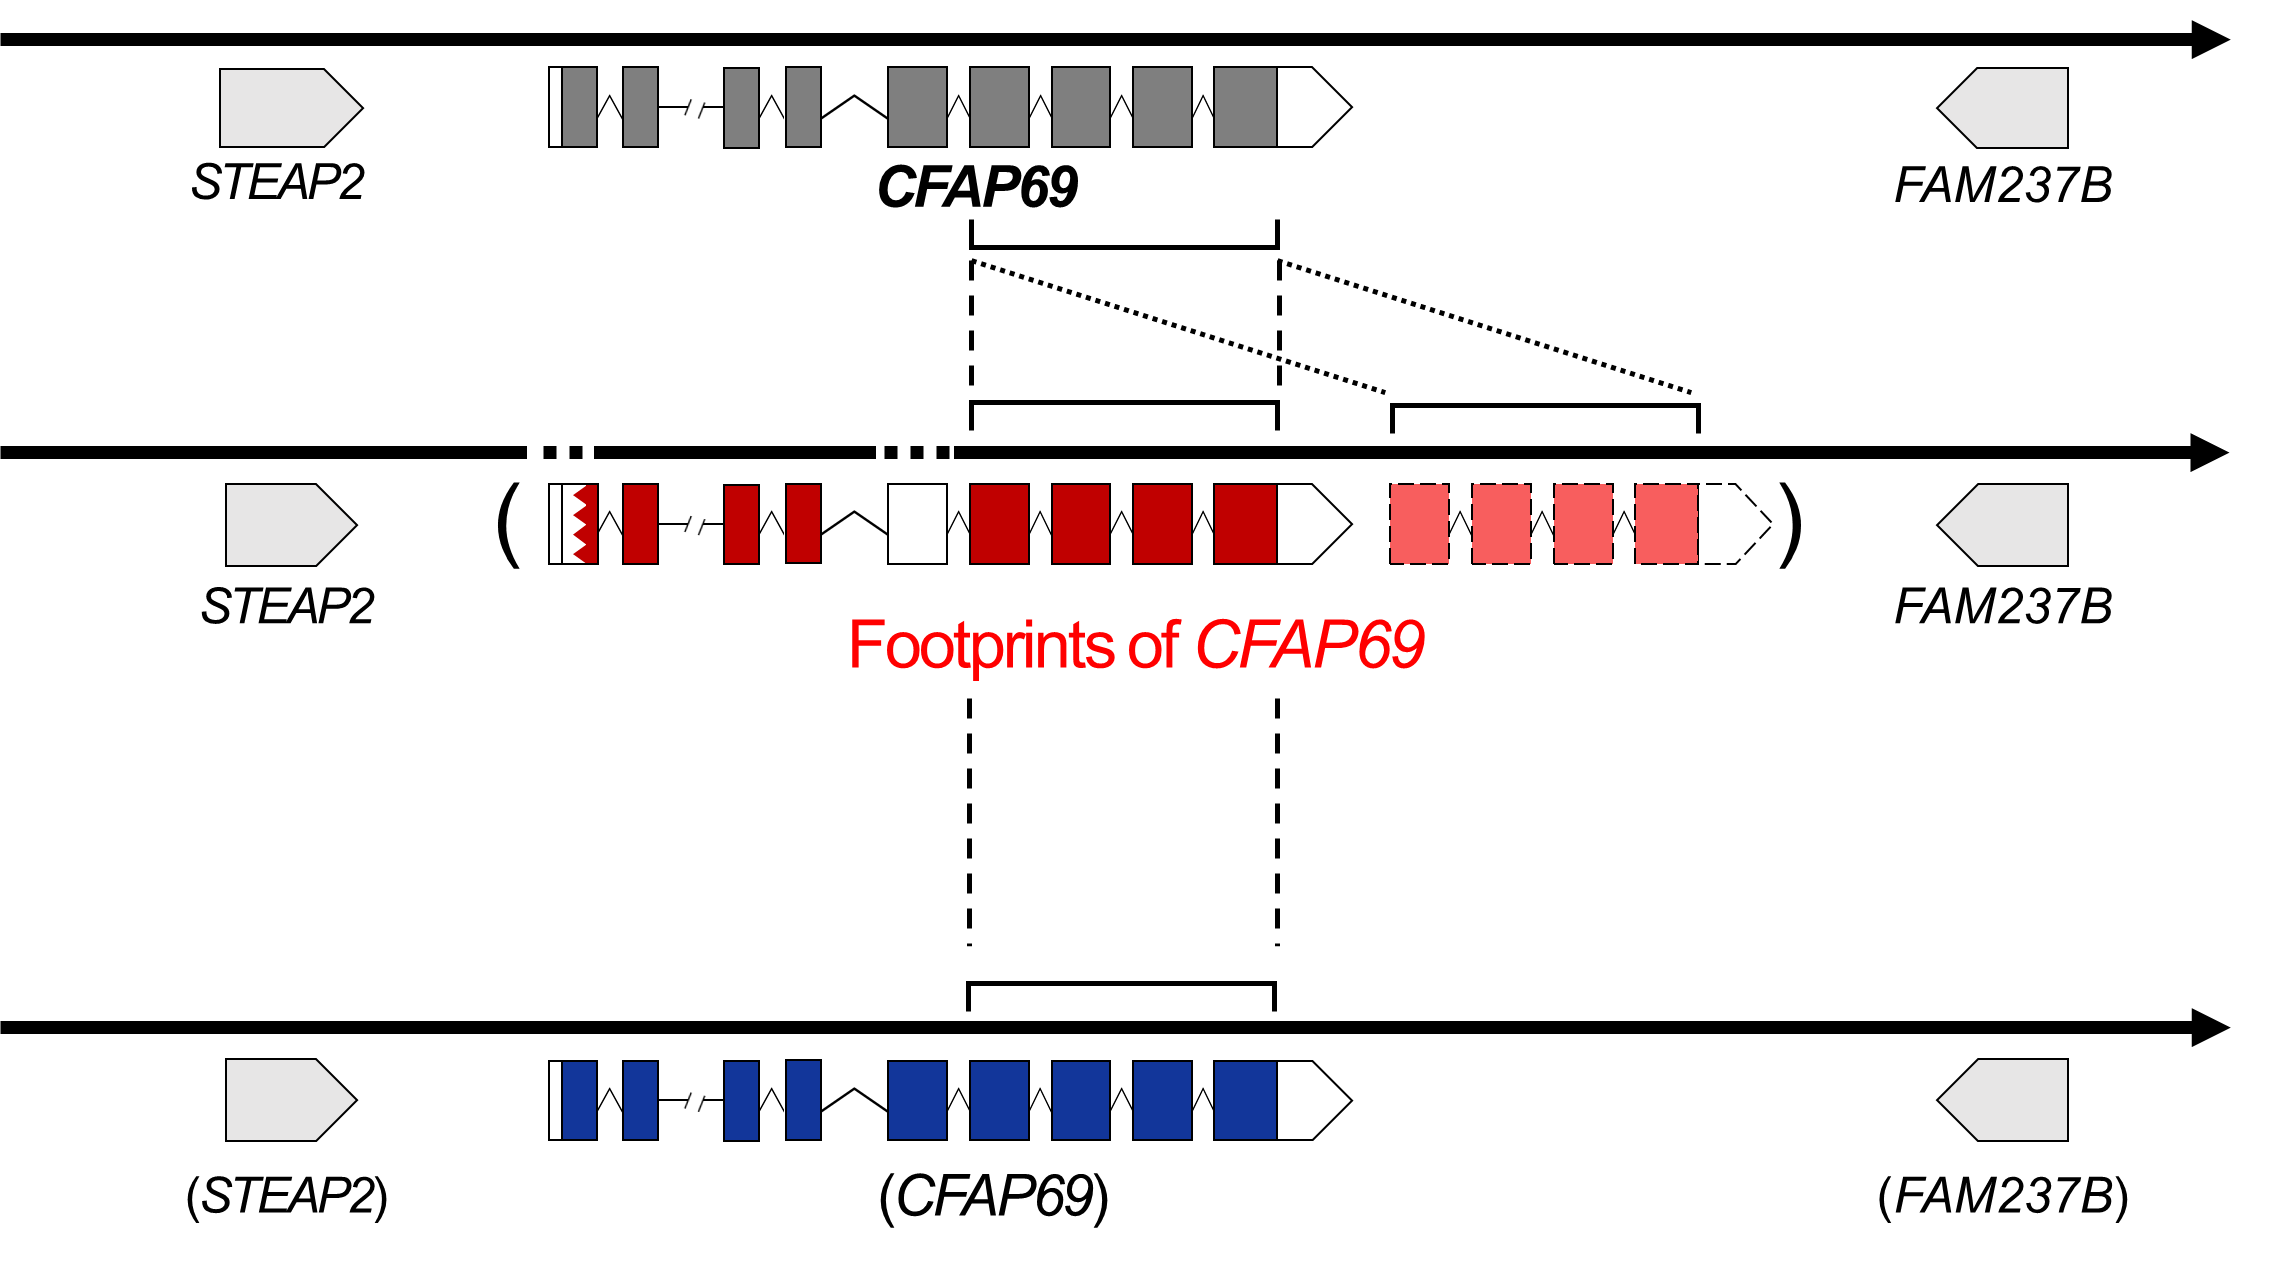 STEAP2
CFAP69
FAM237B
( )
STEAP2
FAM237B
Footprints of CFAP69
(STEAP2)
(CFAP69)
(FAM237B)